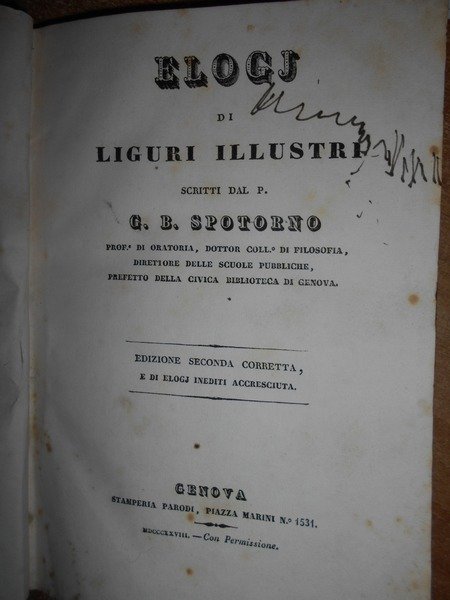 ELOGJ
DI
LIGURI ILLUSTRI
SCRITTI DAL P.
G. B. SPOTORNO
PROF.e DI ORATORIA, DOTTOR COLL.o DI FILOSOFIA,
DIRETTORE DELLE SCUOLE PUBBLICHE,
PREFETTO DELLA CIVICA BIBLIOTECA DI GENOVA.
EDIZIONE SECONDA CORRETTA,
E DI ELOGJ INEDITI ACCRESCIUTA.
GENOVA
STAMPERIA PARODI, PIAZZA MARINI N.o 1531.
MDCCCXXVIII. — Con Permissione.